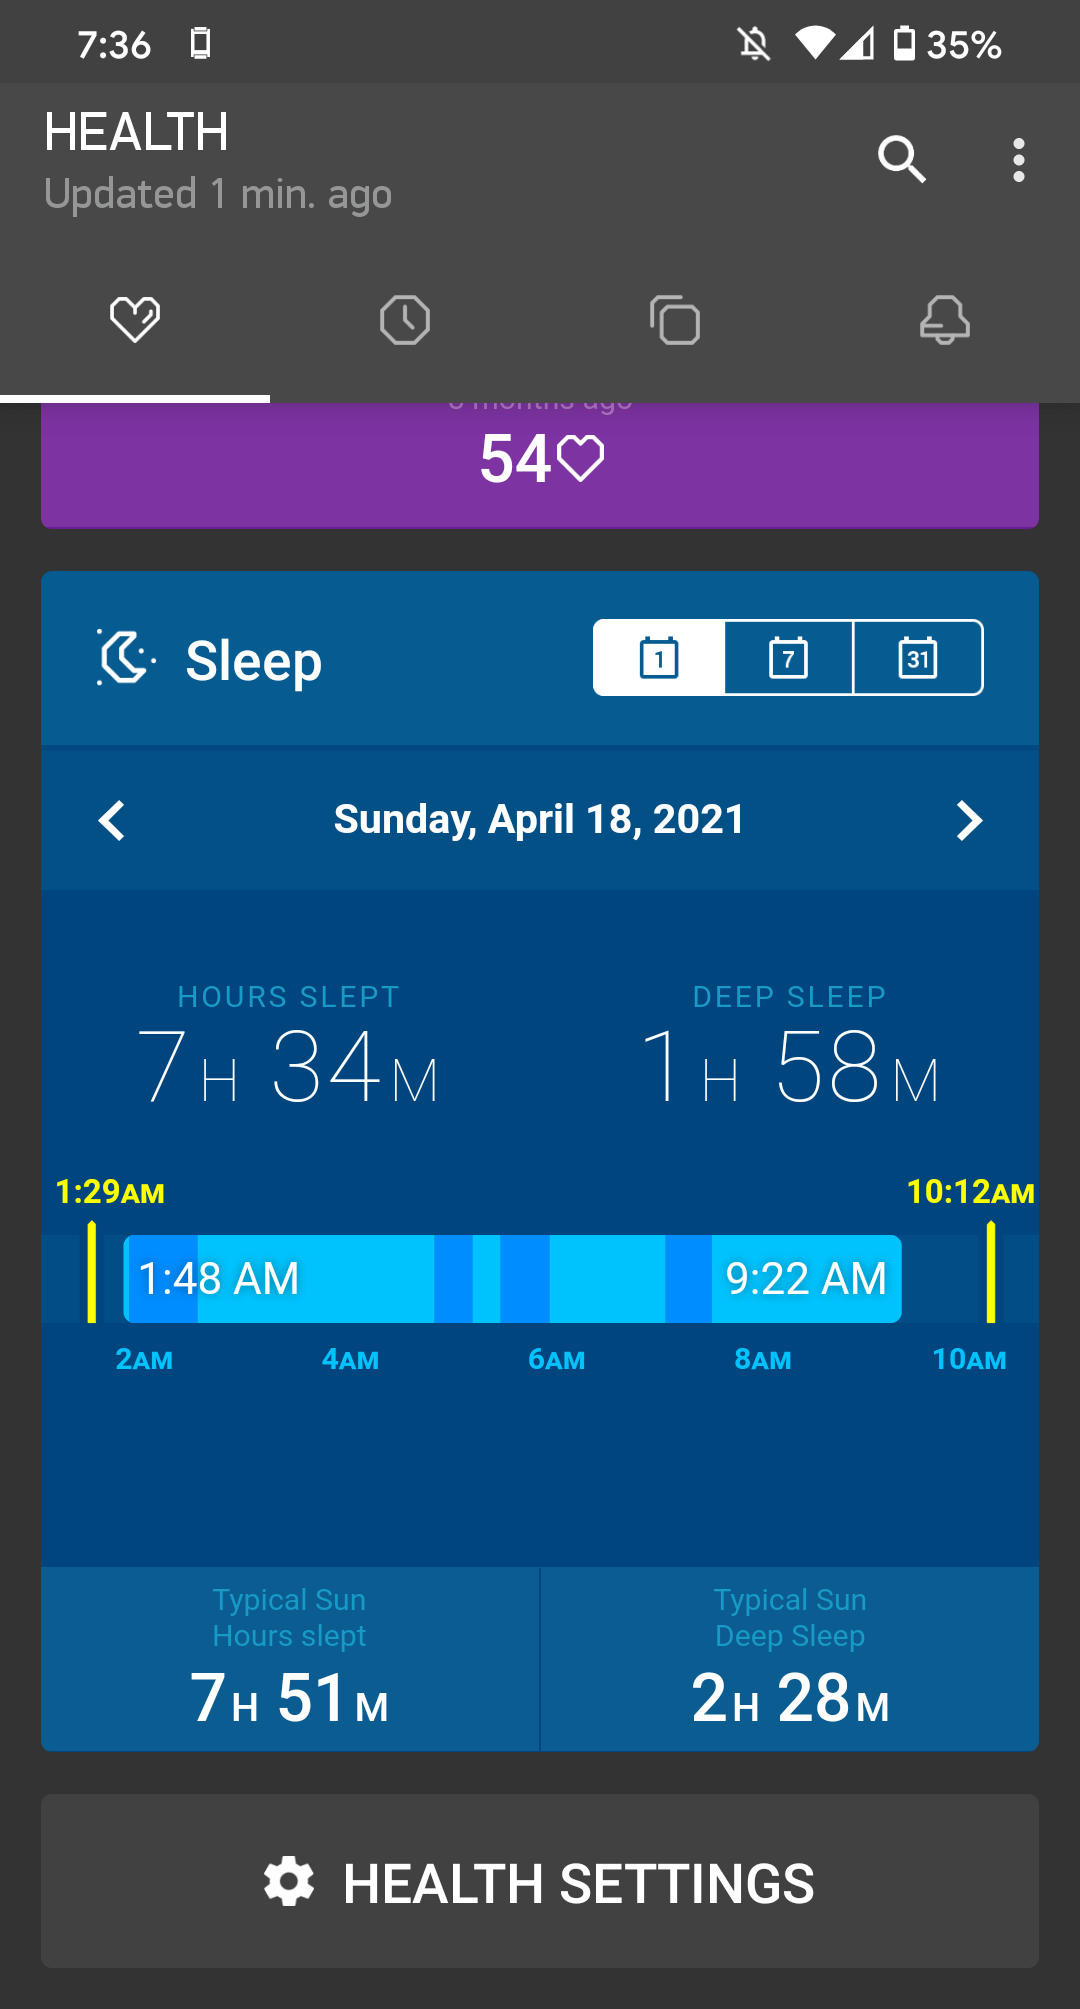 7:36
35%
HEALTH
Updated 1 min. ago
months ago
54
Sleep
1
7
31
Sunday, April 18, 2021
HOURS SLEPT
DEEP SLEEP
7H 34M
1H 58M
1:29AM
10:12AM
1:48 AM
9:22 AM
2AM
4AM
6AM
8AM
10AM
Typical Sun
Hours slept
7H 51M
Typical Sun
Deep Sleep
2H 28M
HEALTH SETTINGS